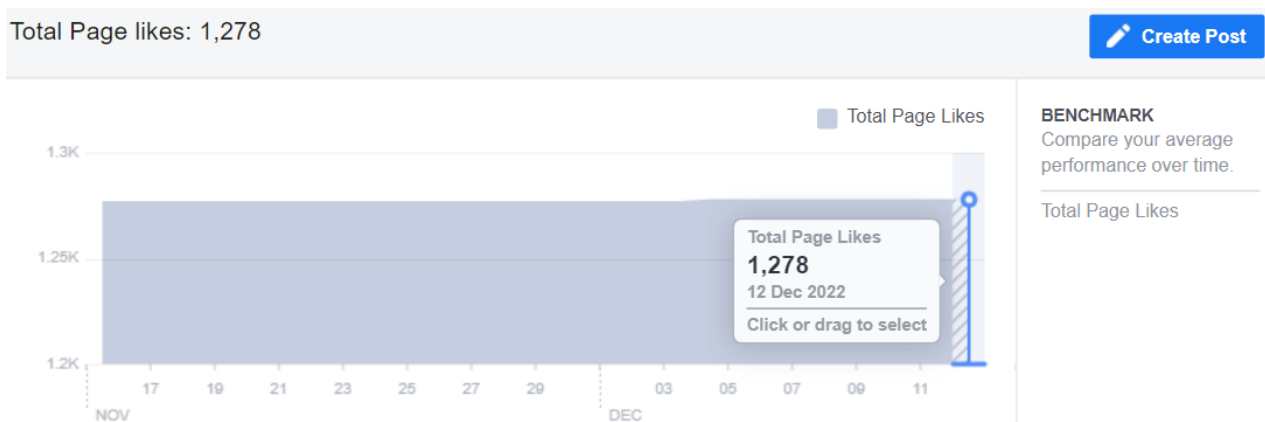 Total Page likes: 1,278
Create Post
Total Page Likes
BENCHMARK
Compare your average
performance over time.
Total Page Likes
1.3K
1.25K
1.2K
Total Page Likes
1,278
12 Dec 2022
Click or drag to select
17 19 21 23 25 27 29 03 05 07 09 11
NOV DEC